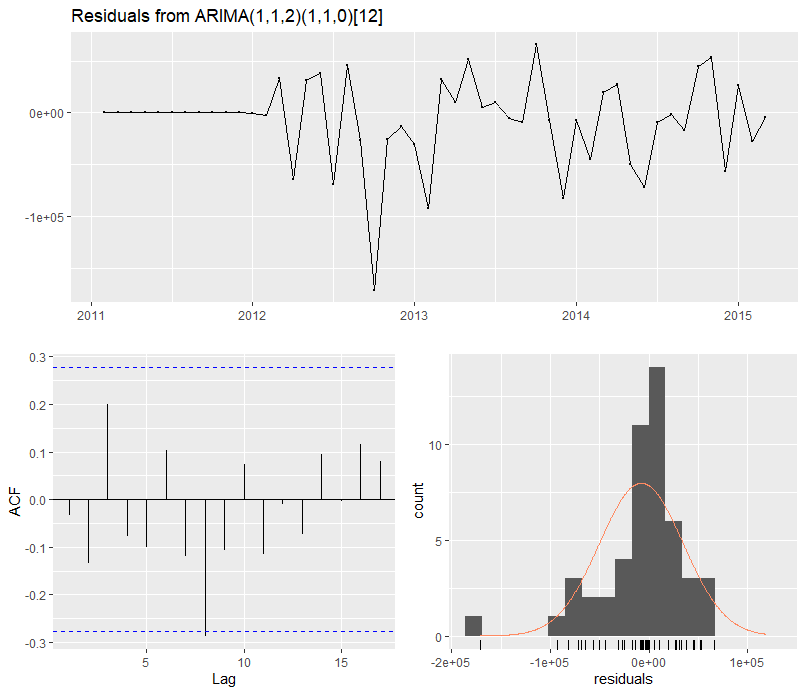 Residuals from ARIMA(1,1,2)(1,1,0)[12]
0e+00
-1e+05
2011 2012 2013 2014 2015
0.3
0.2
0.1
0.0
-0.1
-0.2
-0.3
ACF
5 10 15
Lag
10
5
0
count
-2e+05 -1e+05 0e+00 1e+05
residuals